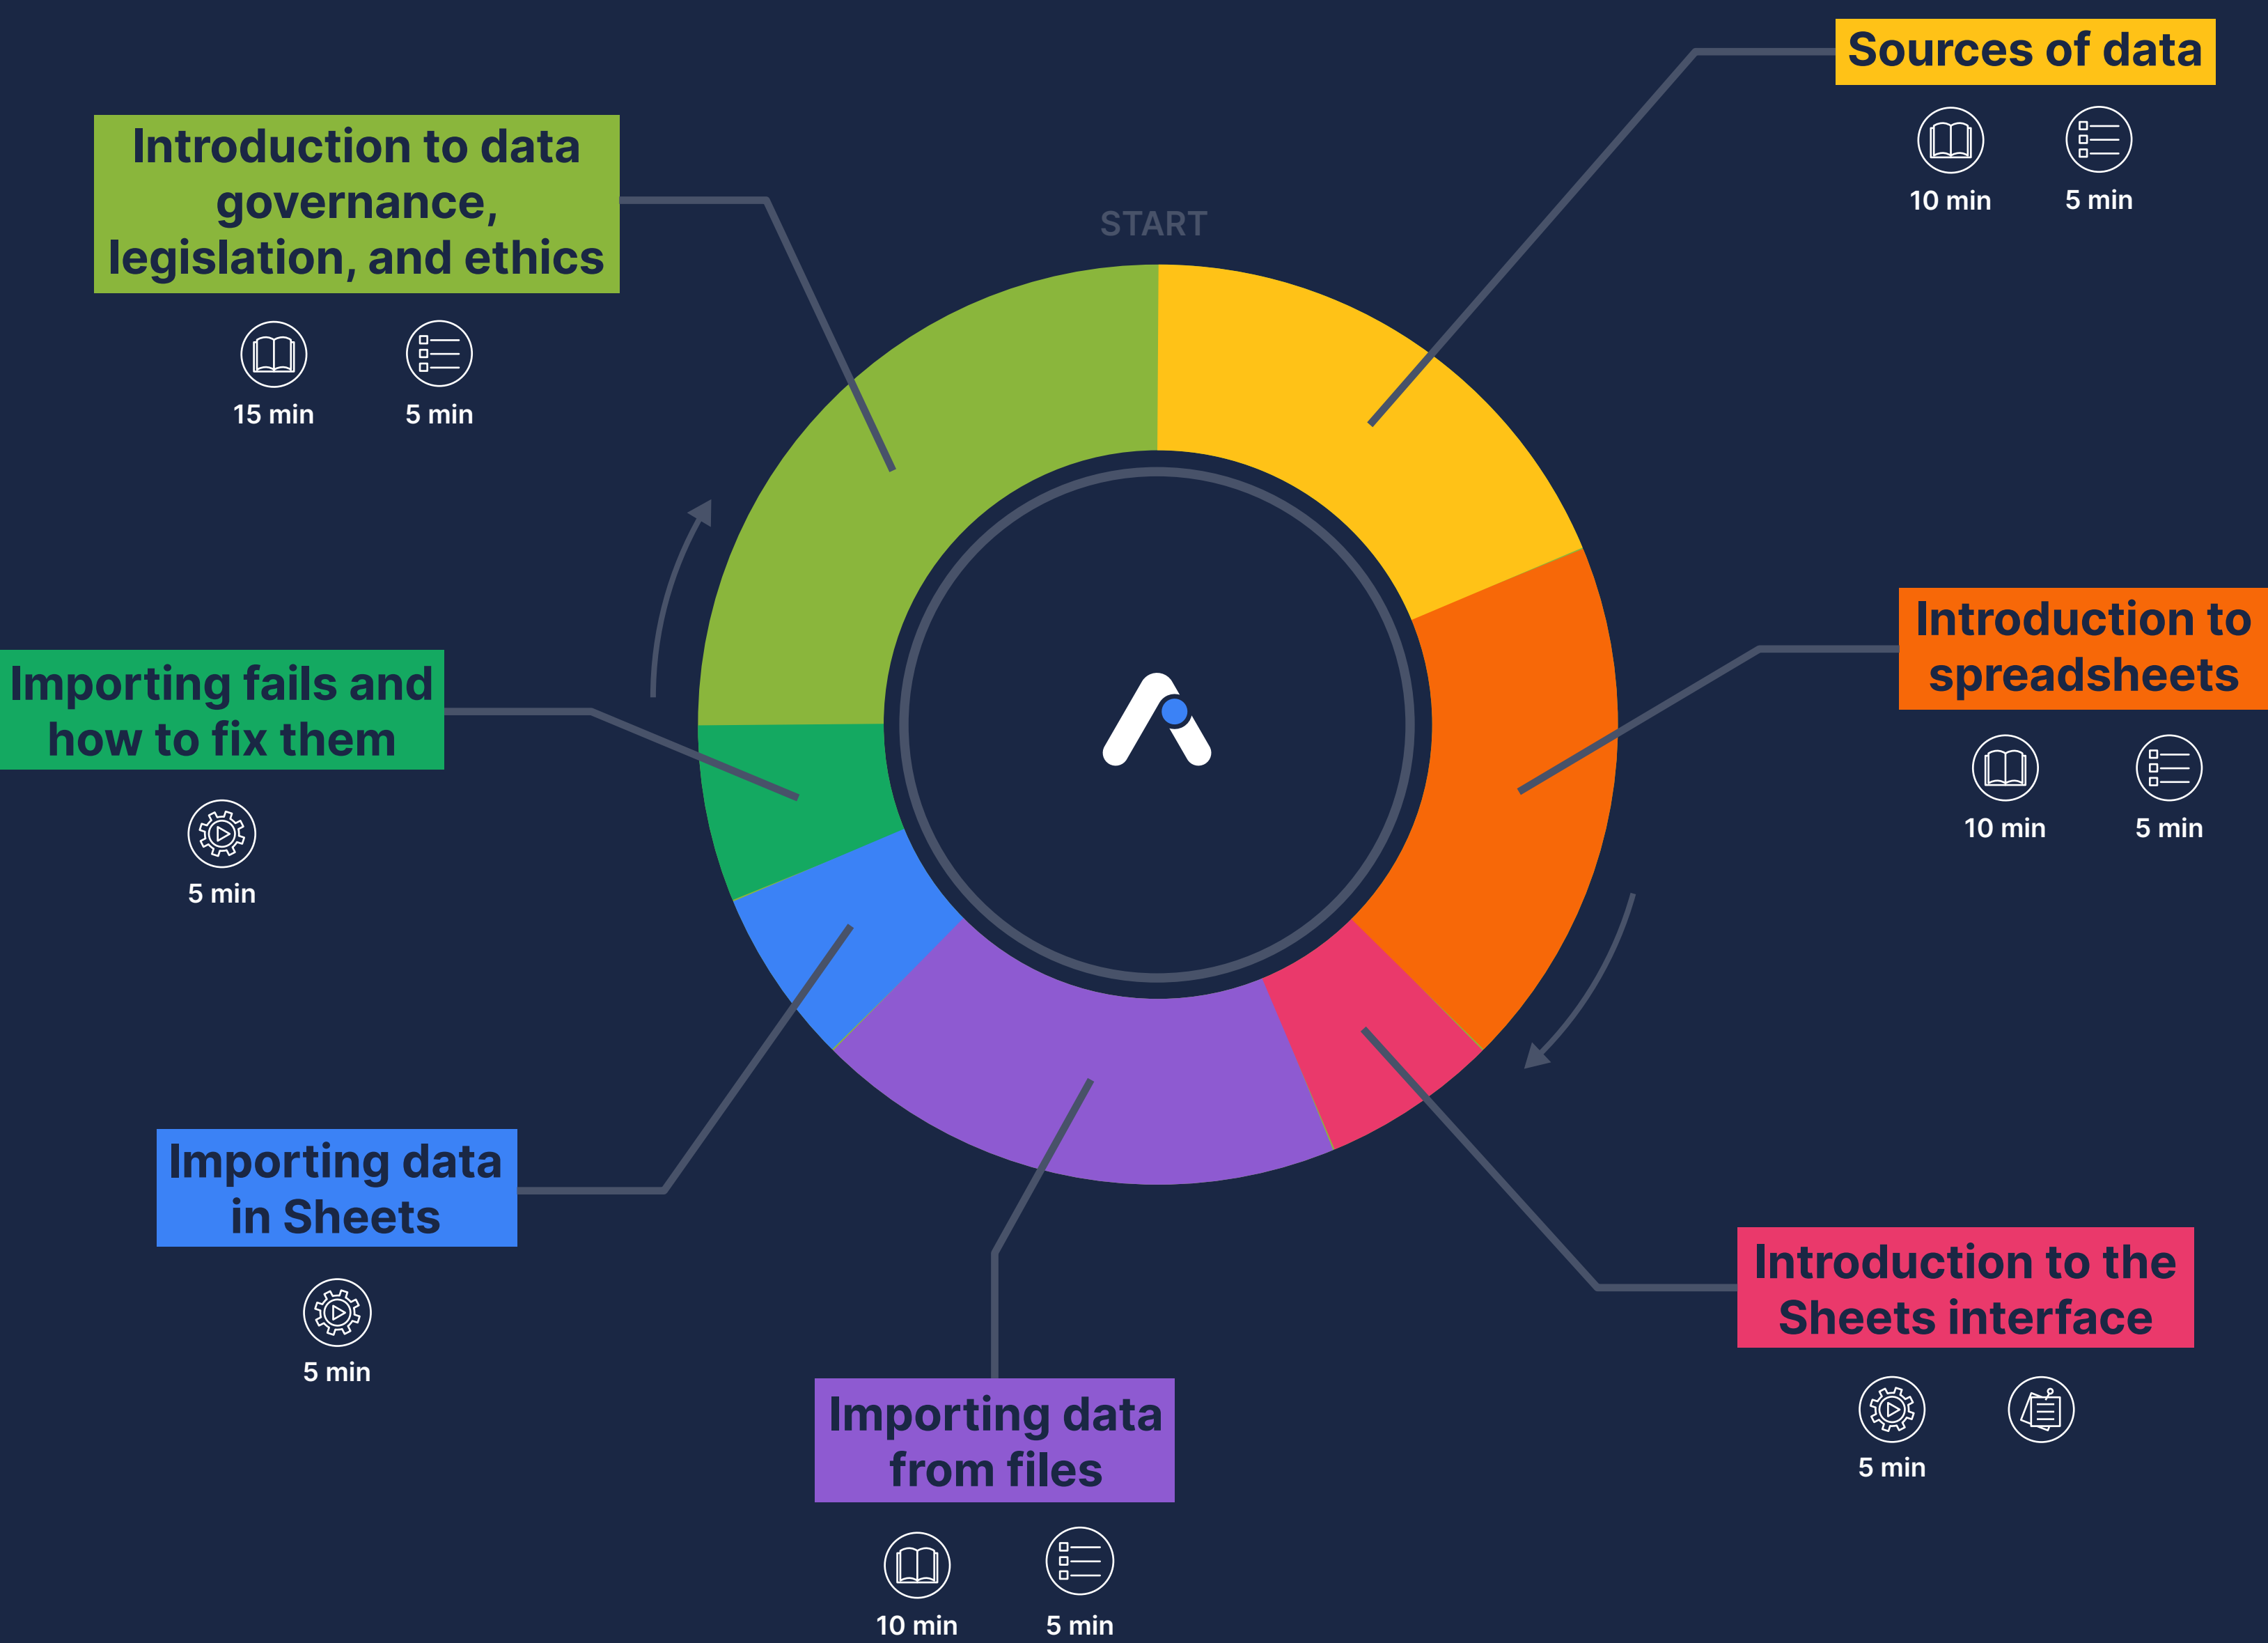 START
Sources of data
10 min
5 min
Introduction to
spreadsheets
10 min
5 min
Introduction to the
Sheets interface
5 min
Importing data
from files
10 min
5 min
Importing data
in Sheets
5 min
Importing fails and
how to fix them
5 min
Introduction to data
governance,
legislation, and ethics
15 min
5 min